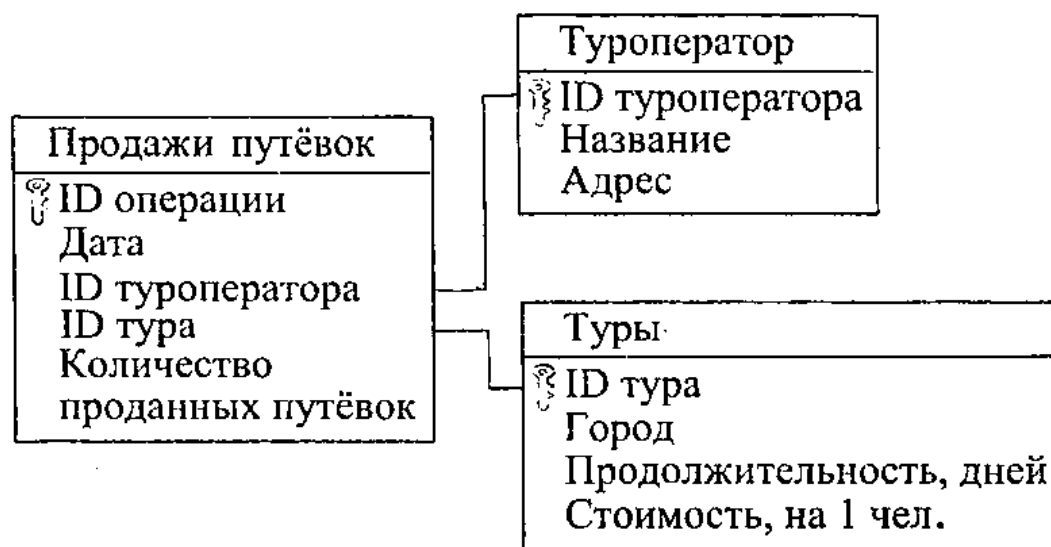 Туроператор
ID туроператора
Название
Адрес
Продажи путёвок
ID операции
Дата
ID туроператора
ID тура
Количество
проданных путёвок
Туры
ID тура
Город
Продолжительность, дней
Стоимость, на 1 чел.